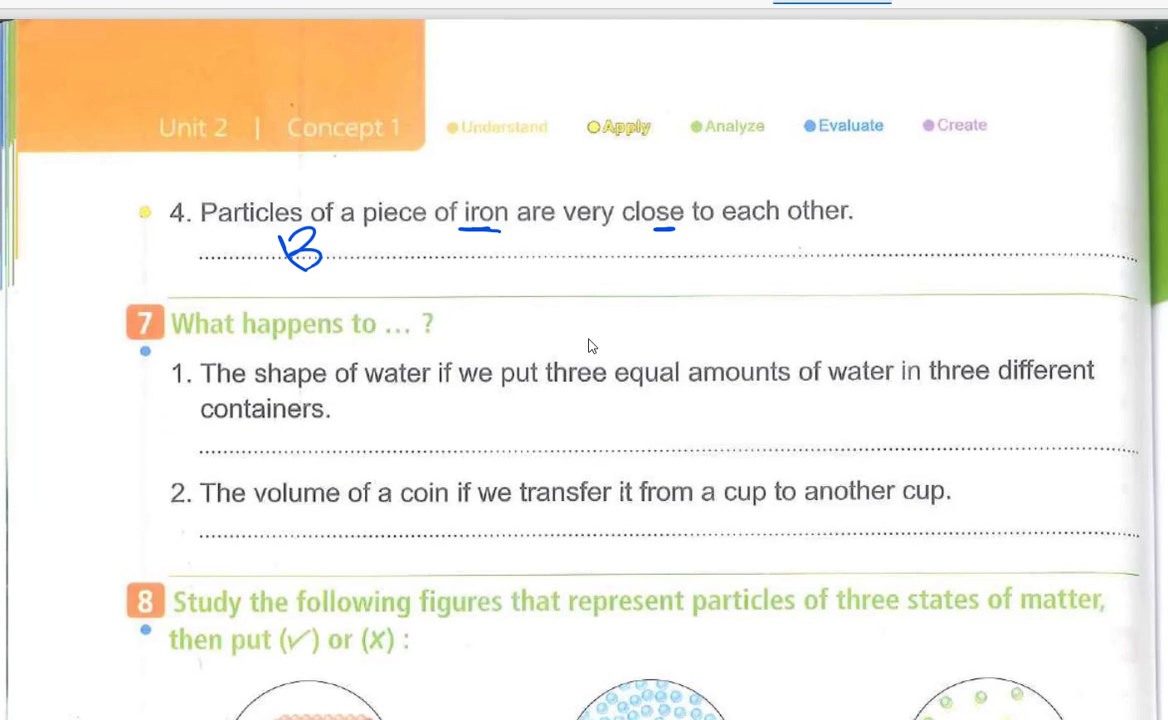 Unit 2 | Concept 1 Understand Apply Analyze Evaluate Create
4. Particles of a piece of iron are very close to each other.
B
7 What happens to ... ?
1. The shape of water if we put three equal amounts of water in three different
containers.
2. The volume of a coin if we transfer it from a cup to another cup.
8 Study the following figures that represent particles of three states of matter,
then put (✓) or (✗) :